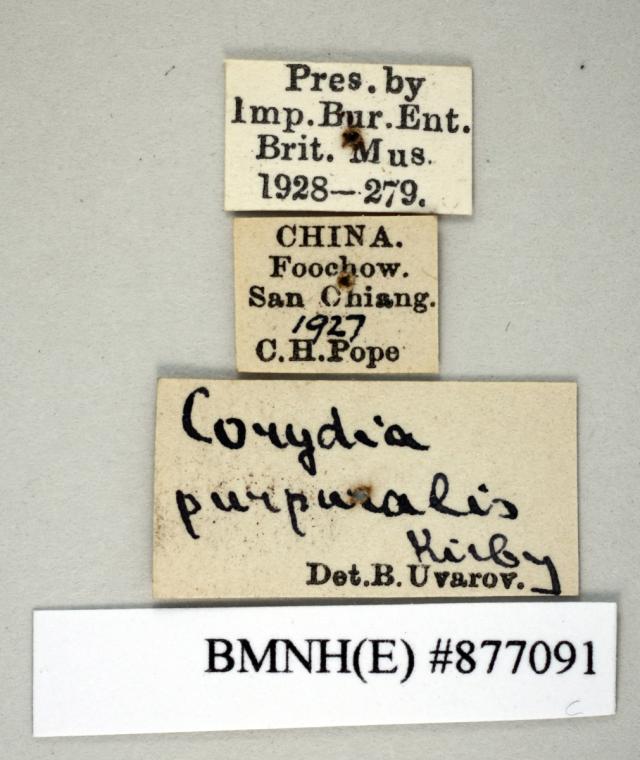 Pres. by
Imp. Bur. Ent.
Brit. Mus.
1928—279.
CHINA.
Foochow.
San Chiang.
1927
C.H.Pope
Corydia
purpuralis
Kirby
Det. B. Uvarov.
BMNH(E) #877091